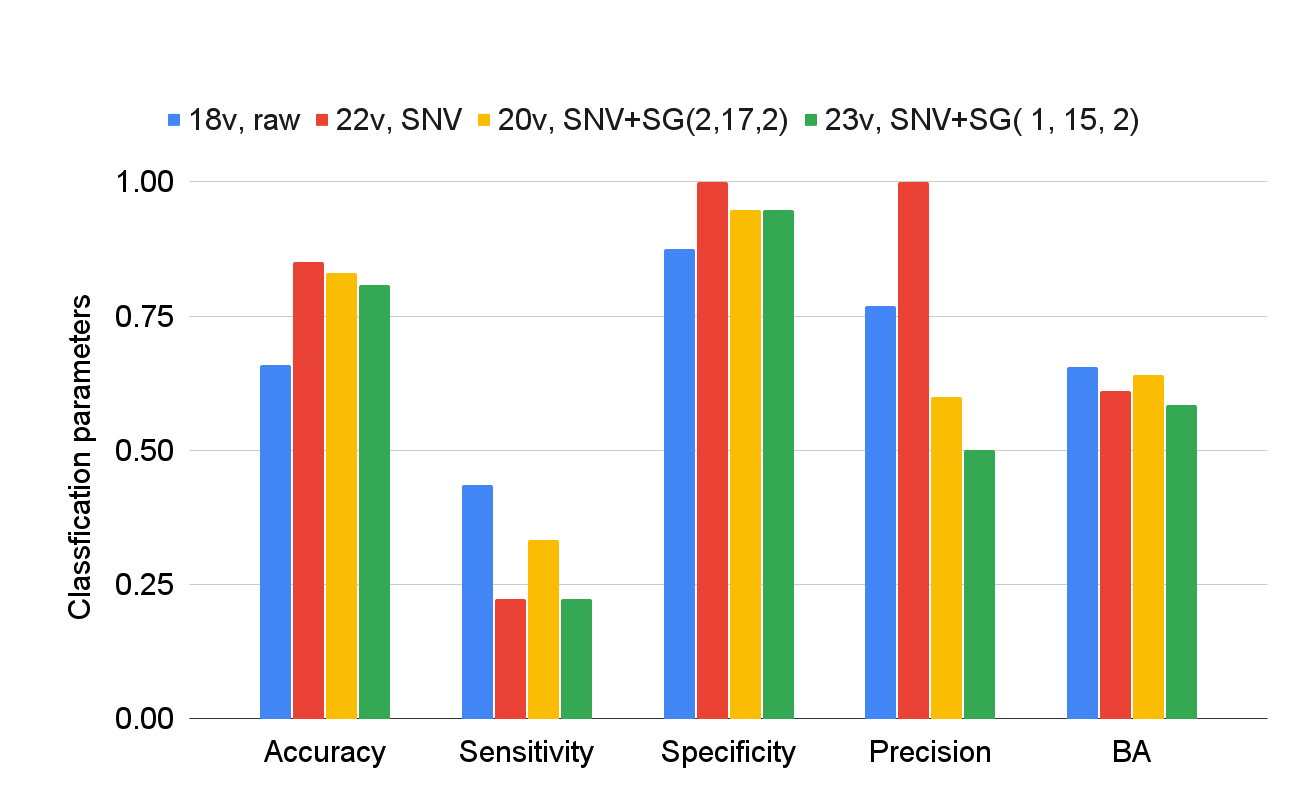 18v, raw 22v, SNV 20v, SNV+SG(2,17,2) 23v, SNV+SG( 1, 15, 2)
Classfication parameters
1.00
0.75
0.50
0.25
0.00
Accuracy Sensitivity Specificity Precision BA